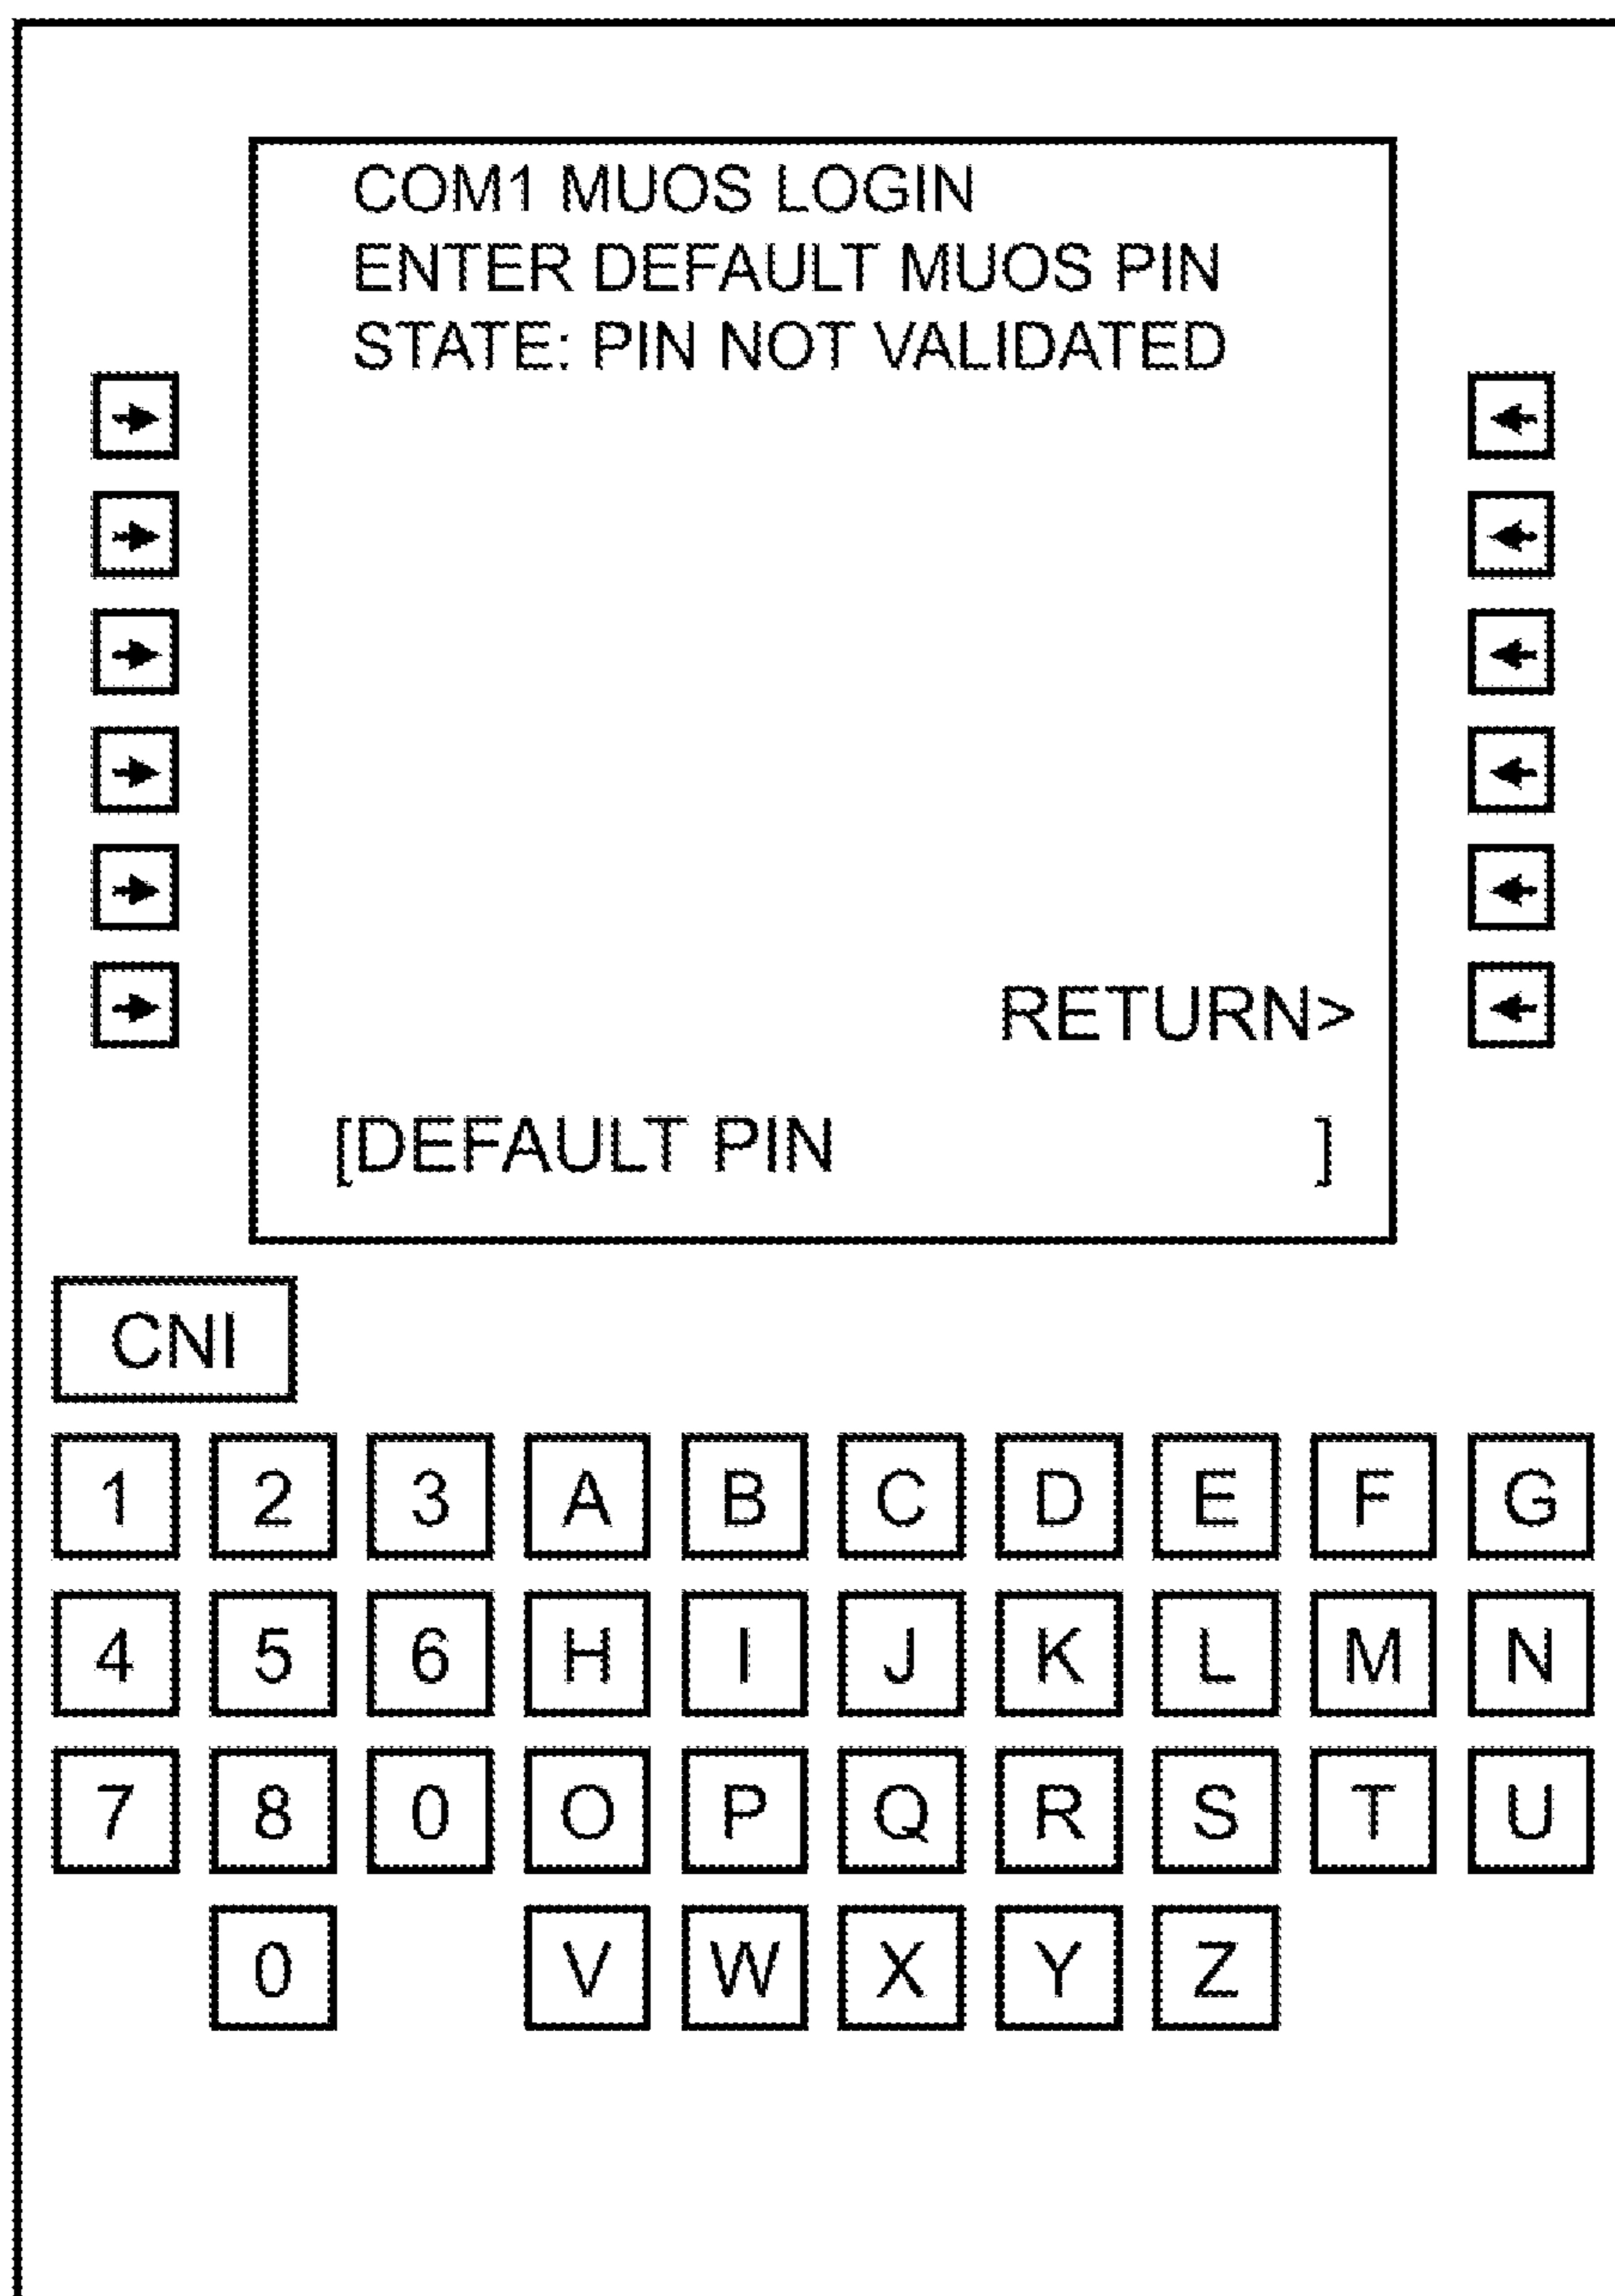 COM1 MUOS LOGIN
ENTER DEFAULT MUOS PIN
STATE: PIN NOT VALIDATED
RETURN>
[DEFAULT PIN ]
CNI
1 2 3 A B C D E F G
4 5 6 H I J K L M N
7 8 0 O P Q R S T U
0 V W X Y Z